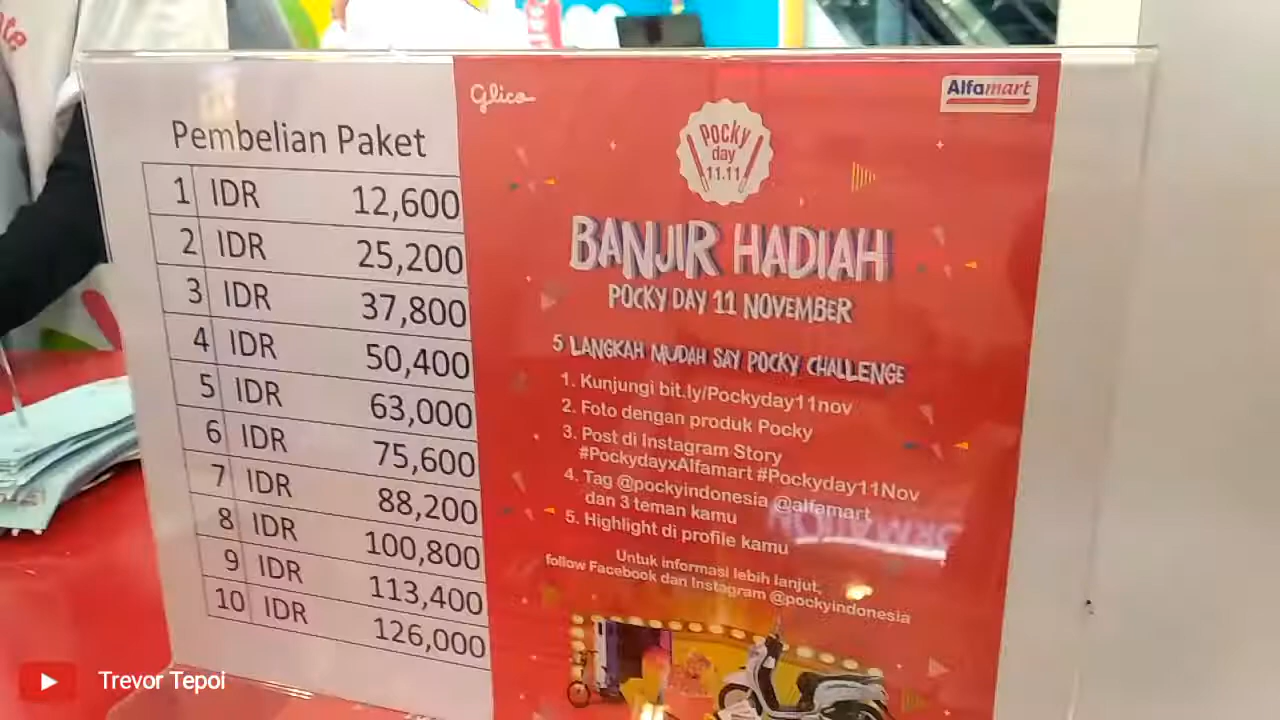 Pembelian Paket
1 IDR 12,600
2 IDR 25,200
3 IDR 37,800
4 IDR 50,400
5 IDR 63,000
6 IDR 75,600
7 IDR 88,200
8 IDR 100,800
9 IDR 113,400
10 IDR 126,000
Glico
Alfamart
Pocky
day
11.11
BANJIR HADIAH
POCKY DAY 11 NOVEMBER
5 LANGKAH MUDAH SAY POCKY CHALLENGE
1. Kunjungi bit.ly/Pockyday11nov
2. Foto dengan produk Pocky
3. Post di Instagram Story
#PockydayxAlfamart #Pockyday11Nov
4. Tag @pockyindonesia @alfamart
dan 3 teman kamu
5. Highlight di profile kamu
Untuk informasi lebih lanjut,
follow Facebook dan Instagram @pockyindonesia
Trevor Tepoi